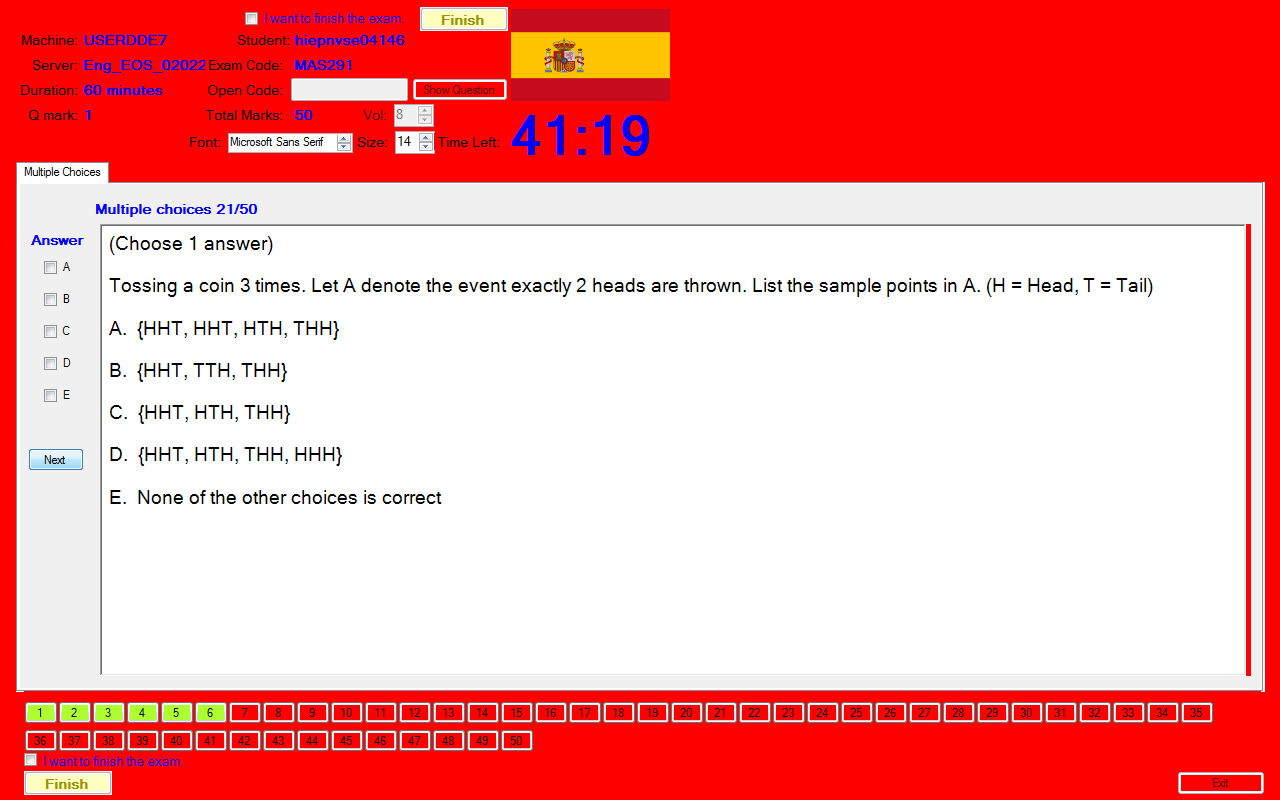 I want to finish the exam.
Finish
Machine: USERDDE7 Student: hiepnvse04146
Server: Eng_EOS_02022 Exam Code: MAS291
Duration: 60 minutes Open Code: Show Question
Q mark: 1 Total Marks: 50 Vol: 8
Font: Microsoft Sans Serif Size: 14 Time Left: 41:19
Multiple Choices
Multiple choices 21/50
Answer
A
B
C
D
E
Next
(Choose 1 answer)
Tossing a coin 3 times. Let A denote the event exactly 2 heads are thrown. List the sample points in A. (H = Head, T = Tail)
A. {HHT, HHT, HTH, THH}
B. {HHT, TTH, THH}
C. {HHT, HTH, THH}
D. {HHT, HTH, THH, HHH}
E. None of the other choices is correct
1 2 3 4 5 6 7 8 9 10 11 12 13 14 15 16 17 18 19 20 21 22 23 24 25 26 27 28 29 30 31 32 33 34 35
36 37 38 39 40 41 42 43 44 45 46 47 48 49 50
I want to finish the exam.
Finish
Exit